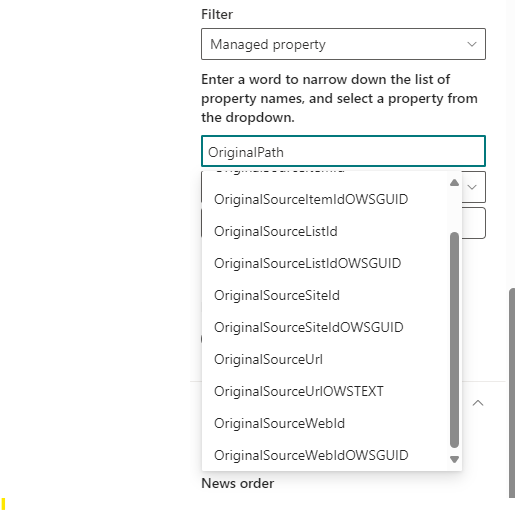 Filter
Managed property
Enter a word to narrow down the list of
property names, and select a property from
the dropdown.
OriginalPath
OriginalSourceItemIdOWSGUID
OriginalSourceListId
OriginalSourceListIdOWSGUID
OriginalSourceSiteId
OriginalSourceSiteIdOWSGUID
OriginalSourceUrl
OriginalSourceUrlOWSTEXT
OriginalSourceWebId
OriginalSourceWebIdOWSGUID
News order